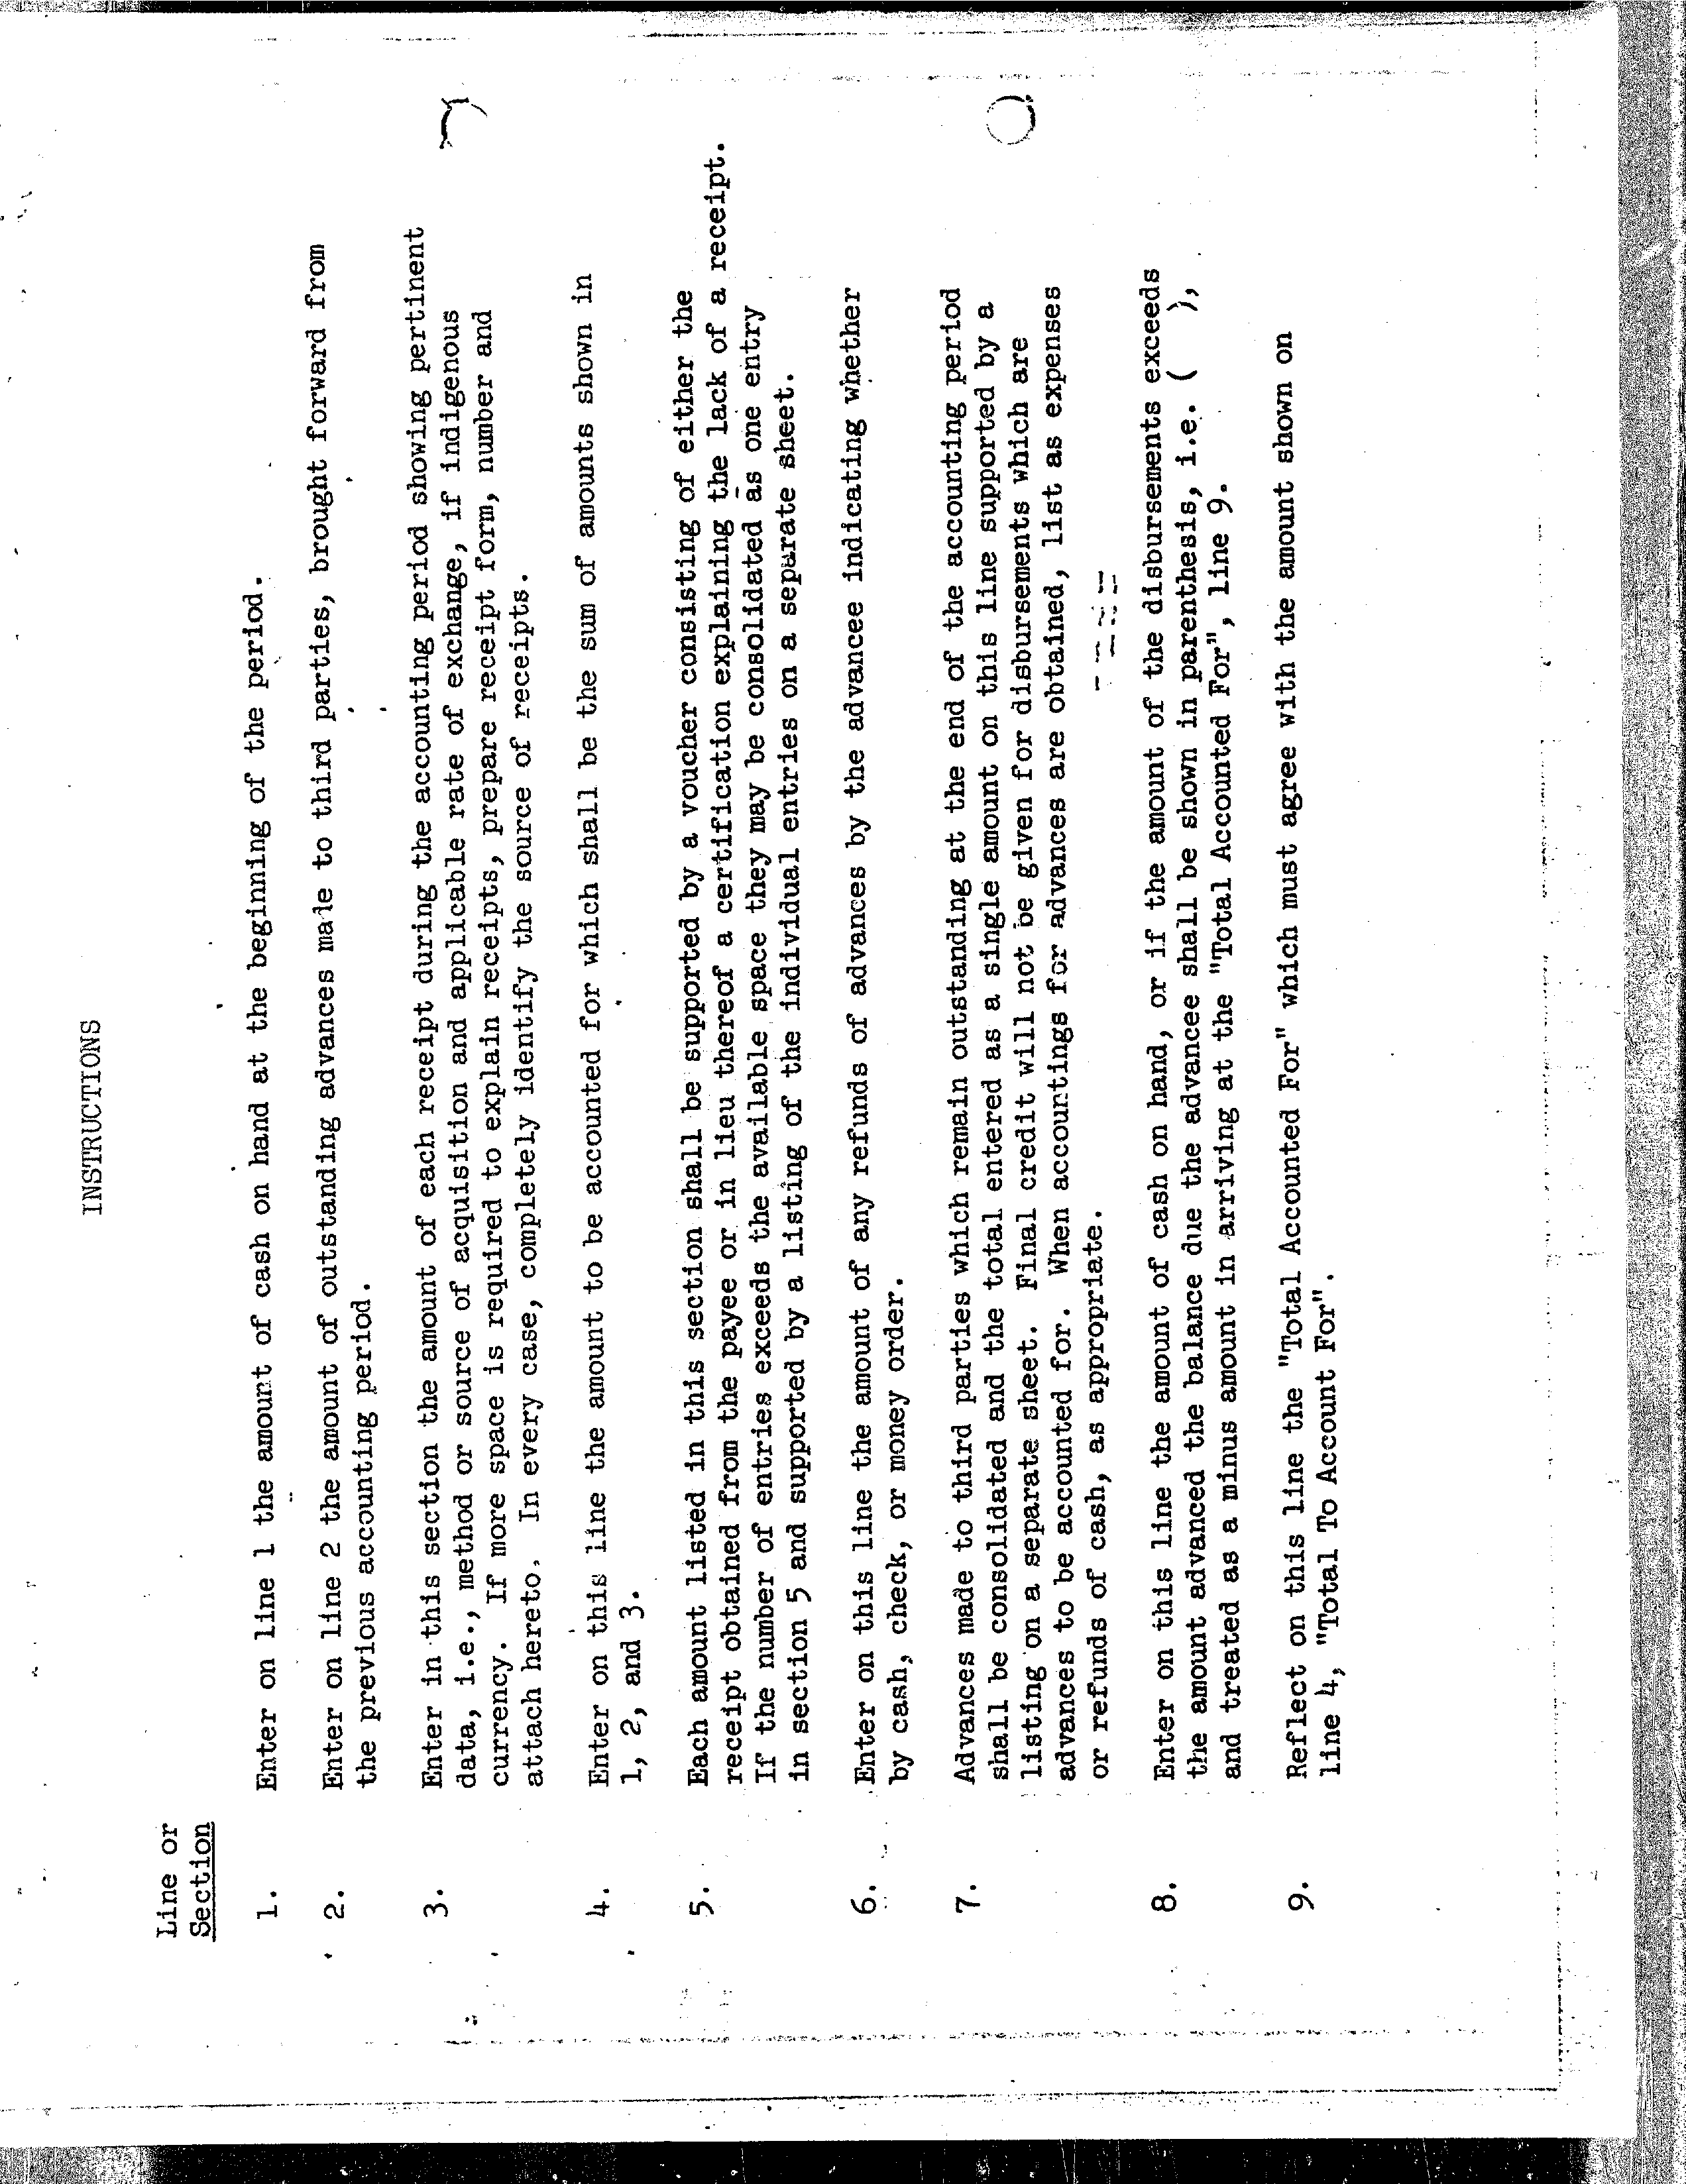 INSTRUCTIONS
Line or
Section
1. Enter on line 1 the amount of cash on hand at the beginning of the period.
2. Enter on line 2 the amount of outstanding advances made to third parties, brought forward from
the previous accounting period.
3. Enter in this section the amount of each receipt during the accounting period showing pertinent
data, i.e., method or source of acquisition and applicable rate of exchange, if indigenous
currency. If more space is required to explain receipts, prepare receipt form, number and
attach hereto. In every case, completely identify the source of receipts.
4. Enter on this line the amount to be accounted for which shall be the sum of amounts shown in
1, 2, and 3.
5. Each amount listed in this section shall be supported by a voucher consisting of either the
receipt obtained from the payee or in lieu thereof a certification explaining the lack of a receipt.
If the number of entries exceeds the available space they may be consolidated as one entry
in section 5 and supported by a listing of the individual entries on a separate sheet.
6. Enter on this line the amount of any refunds of advances by the advancee indicating whether
by cash, check, or money order.
7. Advances made to third parties which remain outstanding at the end of the accounting period
shall be consolidated and the total entered as a single amount on this line supported by a
listing on a separate sheet. Final credit will not be given for disbursements which are
advances to be accounted for. When accountings for advances are obtained, list as expenses
or refunds of cash, as appropriate.
8. Enter on this line the amount of cash on hand, or if the amount of the disbursements exceeds
the amount advanced the balance due the advancee shall be shown in parenthesis, i.e. ( ),
and treated as a minus amount in arriving at the "Total Accounted For", line 9.
9. Reflect on this line the "Total Accounted For" which must agree with the amount shown on
line 4, "Total To Account For".